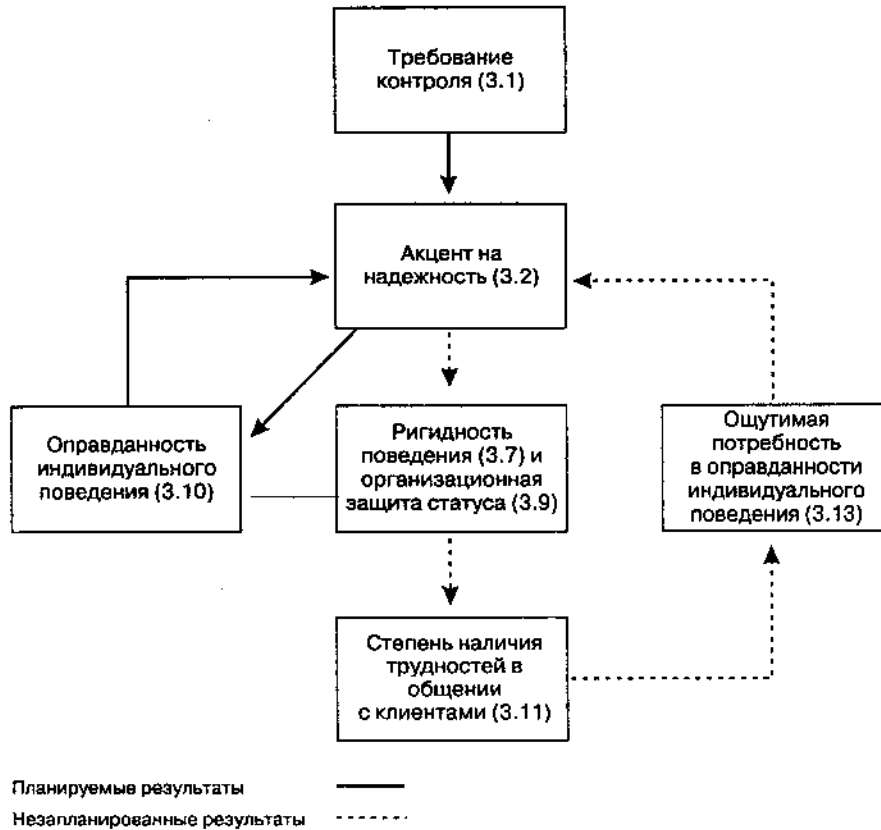 Требование
контроля (3.1)
Акцент на
надежность (3.2)
Оправданность
индивидуального
поведения (3.10)
Ригидность
поведения (3.7) и
организационная
защита статуса (3.9)
Ощутимая
потребность
в оправданности
индивидуального
поведения (3.13)
Степень наличия
трудностей в
общении
с клиентами (3.11)
Планируемые результаты
Незапланированные результаты